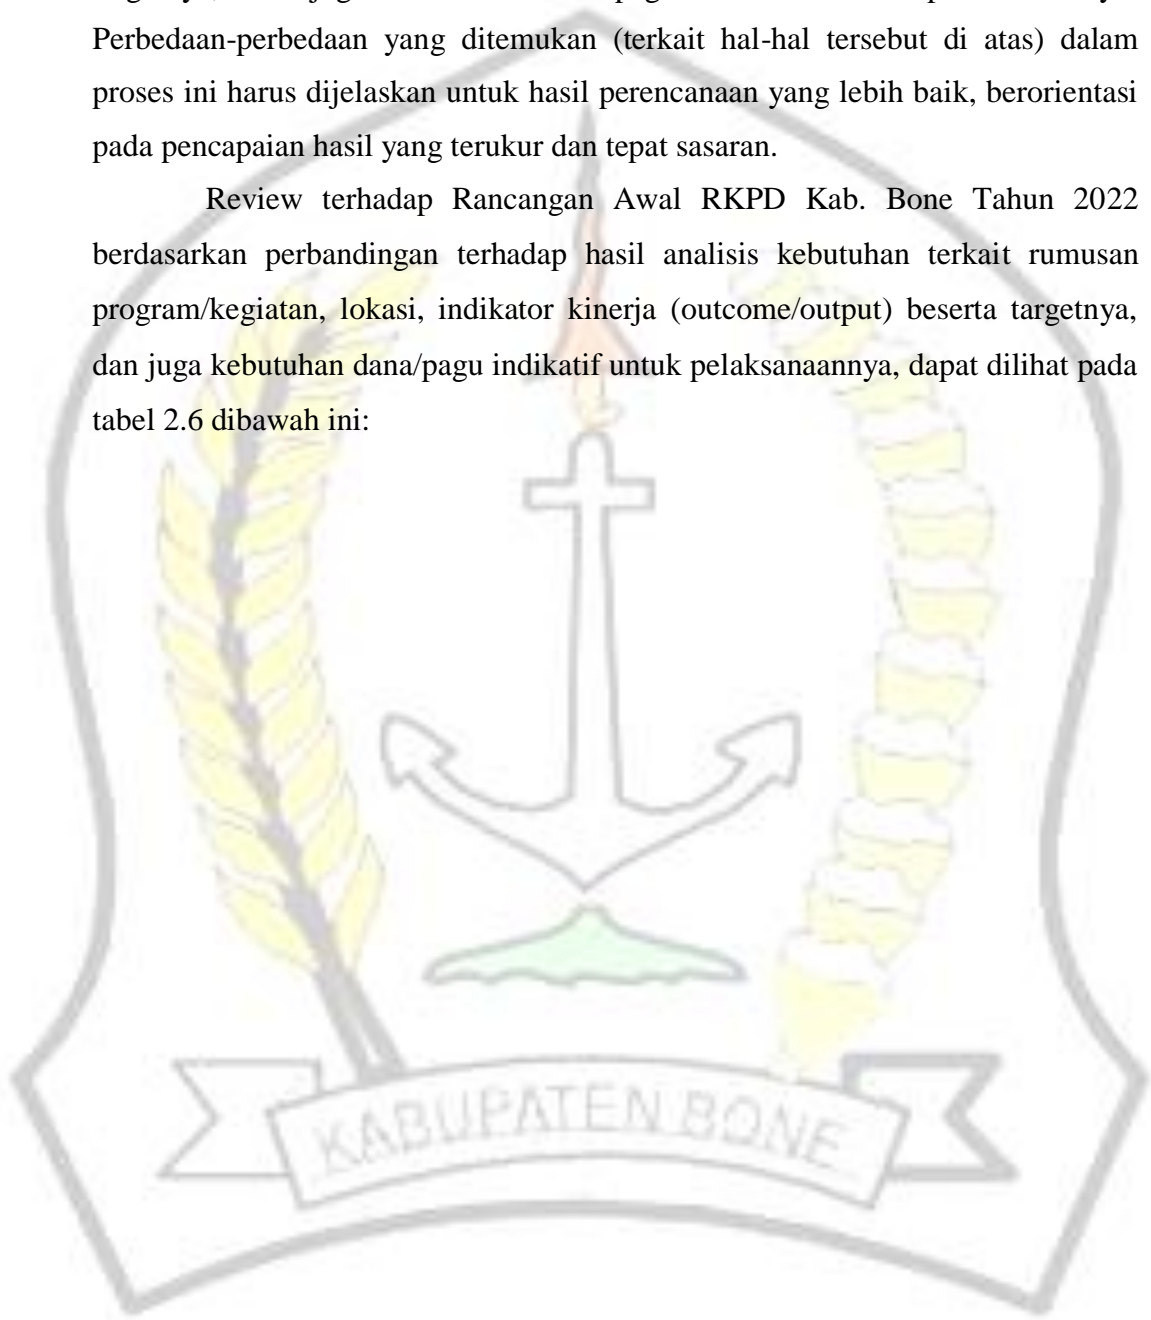 Perbedaan-perbedaan yang ditemukan (terkait hal-hal tersebut di atas) dalam
proses ini harus dijelaskan untuk hasil perencanaan yang lebih baik, berorientasi
pada pencapaian hasil yang terukur dan tepat sasaran.
Review terhadap Rancangan Awal RKPD Kab. Bone Tahun 2022
berdasarkan perbandingan terhadap hasil analisis kebutuhan terkait rumusan
program/kegiatan, lokasi, indikator kinerja (outcome/output) beserta targetnya,
dan juga kebutuhan dana/pagu indikatif untuk pelaksanaannya, dapat dilihat pada
tabel 2.6 dibawah ini:
KABUPATEN BONE